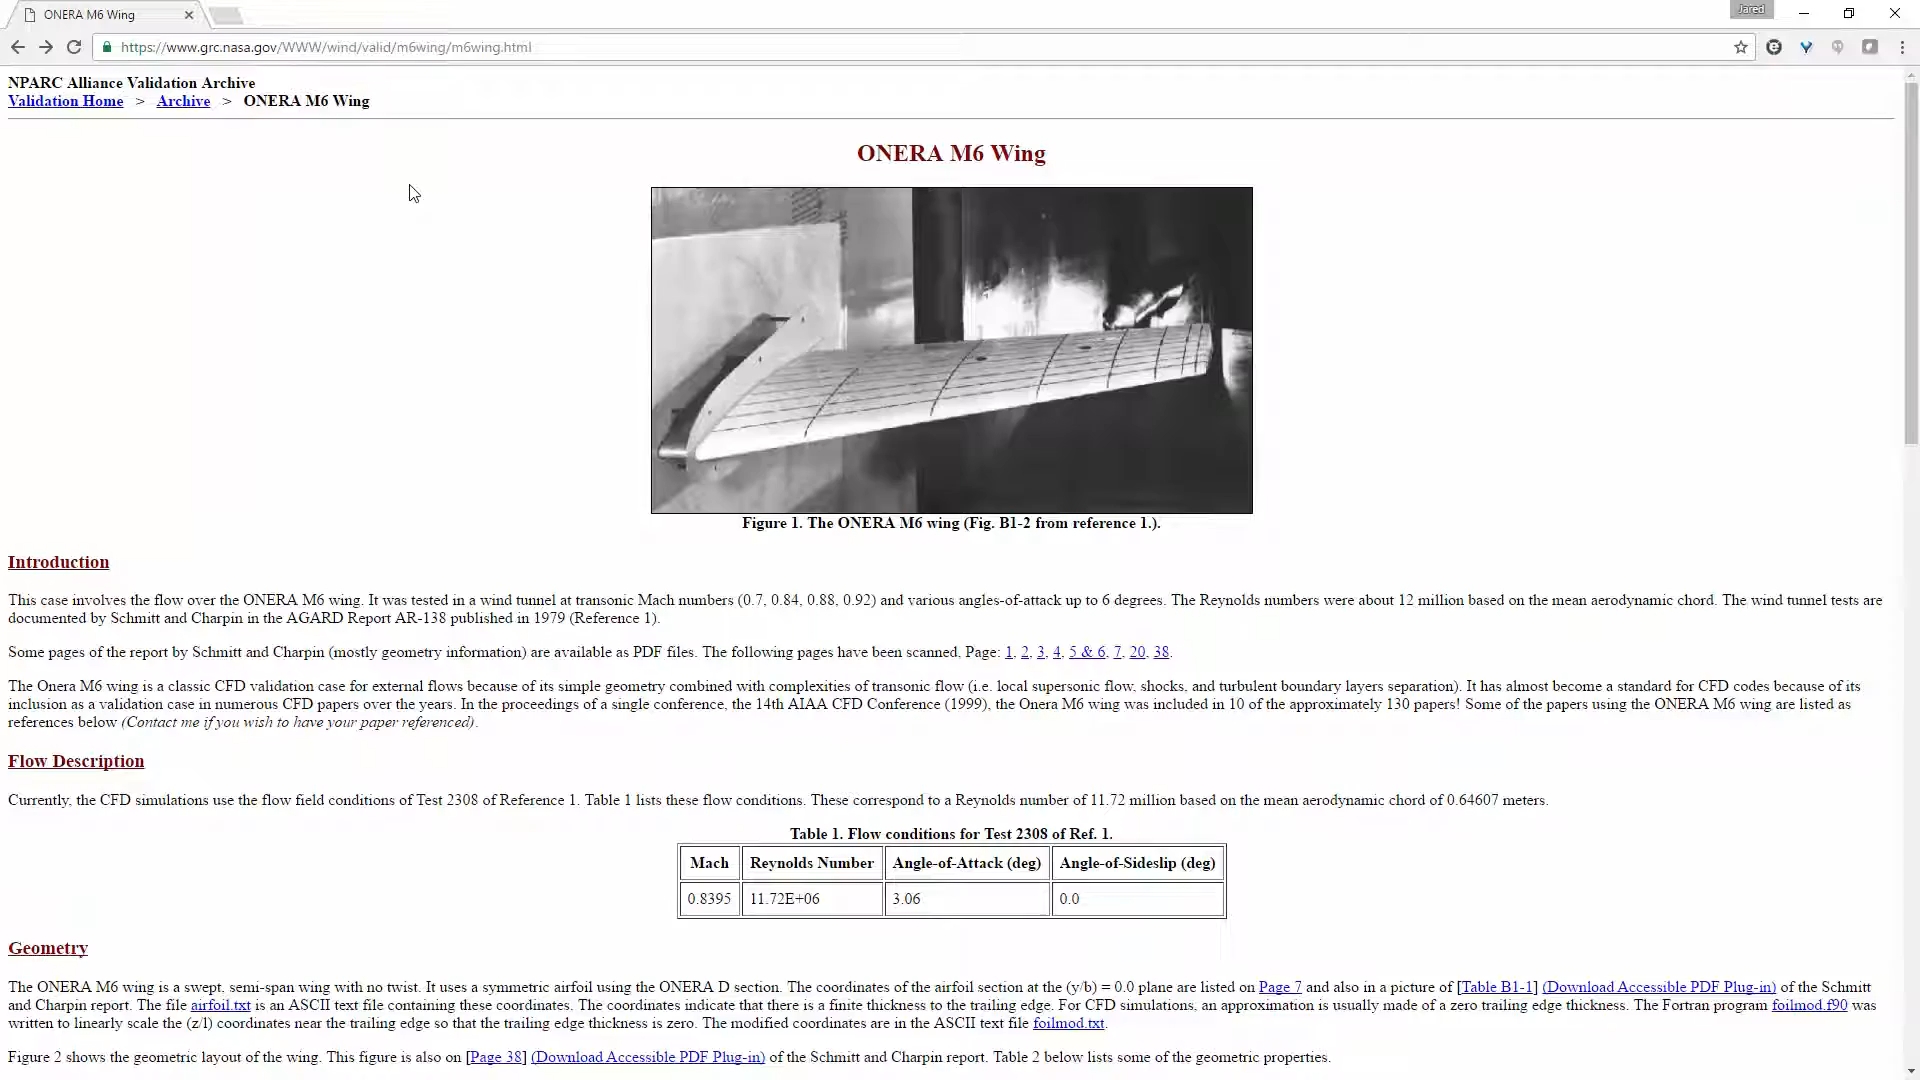 ONERA M6 Wing
Jared
https://www.grc.nasa.gov/WWW/wind/valid/m6wing/m6wing.html
NPARC Alliance Validation Archive
Validation Home > Archive > ONERA M6 Wing
ONERA M6 Wing
Figure 1. The ONERA M6 wing (Fig. B1-2 from reference 1.).
Introduction
This case involves the flow over the ONERA M6 wing. It was tested in a wind tunnel at transonic Mach numbers (0.7, 0.84, 0.88, 0.92) and various angles-of-attack up to 6 degrees. The Reynolds numbers were about 12 million based on the mean aerodynamic chord. The wind tunnel tests are
documented by Schmitt and Charpin in the AGARD Report AR-138 published in 1979 (Reference 1).
Some pages of the report by Schmitt and Charpin (mostly geometry information) are available as PDF files. The following pages have been scanned, Page: 1, 2, 3, 4, 5 & 6, 7, 20, 38.
The Onera M6 wing is a classic CFD validation case for external flows because of its simple geometry combined with complexities of transonic flow (i.e. local supersonic flow, shocks, and turbulent boundary layers separation). It has almost become a standard for CFD codes because of its
inclusion as a validation case in numerous CFD papers over the years. In the proceedings of a single conference, the 14th AIAA CFD Conference (1999), the Onera M6 wing was included in 10 of the approximately 130 papers! Some of the papers using the ONERA M6 wing are listed as
references below (Contact me if you wish to have your paper referenced).
Flow Description
Currently, the CFD simulations use the flow field conditions of Test 2308 of Reference 1. Table 1 lists these flow conditions. These correspond to a Reynolds number of 11.72 million based on the mean aerodynamic chord of 0.64607 meters.
Table 1. Flow conditions for Test 2308 of Ref. 1.
Mach Reynolds Number Angle-of-Attack (deg) Angle-of-Sideslip (deg)
0.8395 11.72E+06 3.06 0.0
Geometry
The ONERA M6 wing is a swept, semi-span wing with no twist. It uses a symmetric airfoil using the ONERA D section. The coordinates of the airfoil section at the (y/b) = 0.0 plane are listed on Page 7 and also in a picture of [Table B1-1] (Download Accessible PDF Plug-in) of the Schmitt
and Charpin report. The file airfoil.txt is an ASCII text file containing these coordinates. The coordinates indicate that there is a finite thickness to the trailing edge. For CFD simulations, an approximation is usually made of a zero trailing edge thickness. The Fortran program foilmod.f90 was
written to linearly scale the (z/l) coordinates near the trailing edge so that the trailing edge thickness is zero. The modified coordinates are in the ASCII text file foilmod.txt.
Figure 2 shows the geometric layout of the wing. This figure is also on [Page 38] (Download Accessible PDF Plug-in) of the Schmitt and Charpin report. Table 2 below lists some of the geometric properties.